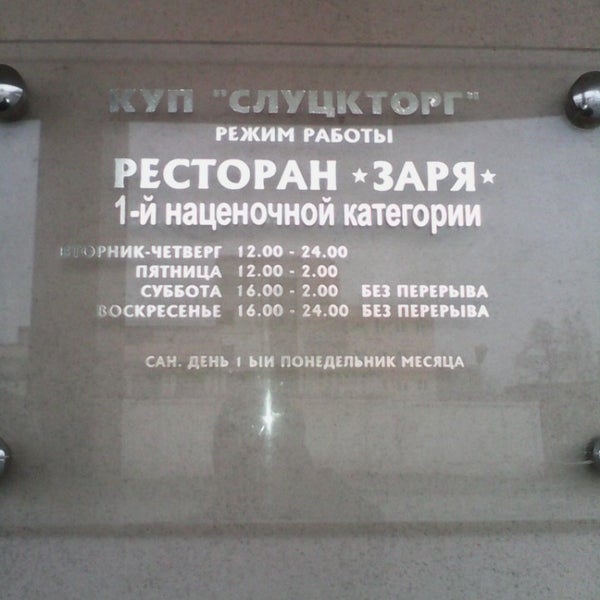 КУП "СЛУЦКТОРГ"
РЕЖИМ РАБОТЫ
РЕСТОРАН ★ЗАРЯ★
1-й наценочной категории
ВТОРНИК-ЧЕТВЕРГ 12.00 - 24.00
ПЯТНИЦА 12.00 - 2.00
СУББОТА 16.00 - 2.00 БЕЗ ПЕРЕРЫВА
ВОСКРЕСЕНЬЕ 16.00 - 24.00 БЕЗ ПЕРЕРЫВА
САН. ДЕНЬ 1 ЫЙ ПОНЕДЕЛЬНИК МЕСЯЦА